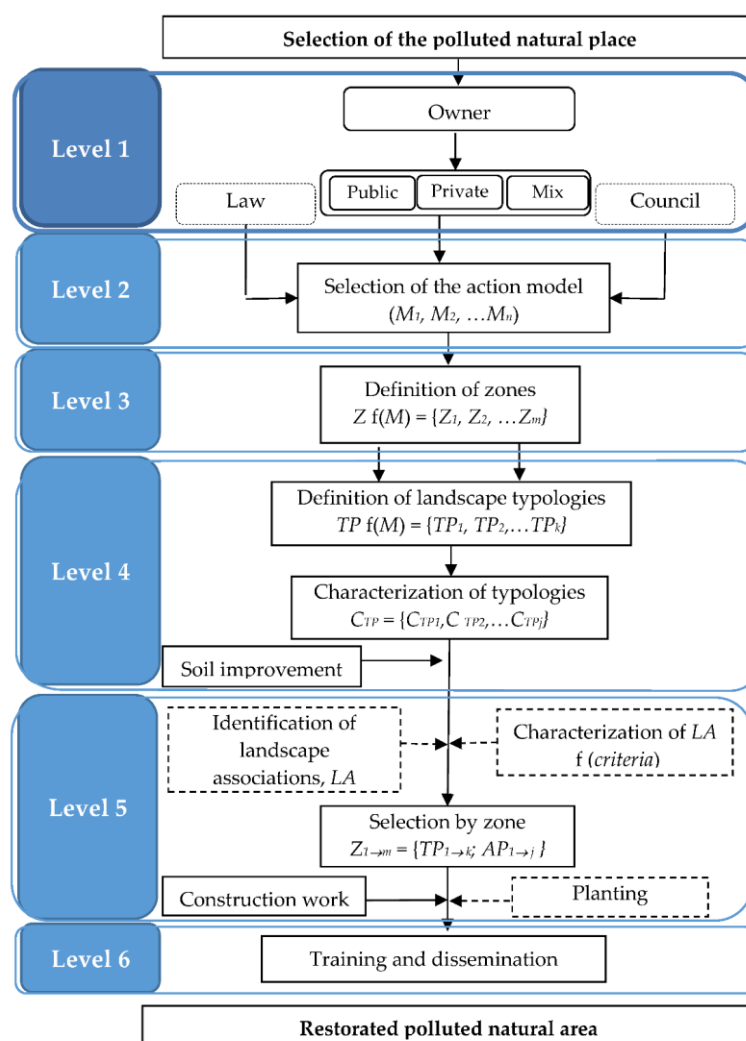 Selection of the polluted natural place
Level 1
Owner
Public
Private
Mix
Law
Council
Level 2
Selection of the action model
(M1, M2, …Mn)
Level 3
Definition of zones
Z f(M) = {Z1, Z2, …Zm}
Level 4
Definition of landscape typologies
TP f(M) = {TP1, TP2,…TPk}
Characterization of typologies
CTP = {CTP1,C TP2,…CTPj}
Soil improvement
Level 5
Identification of
landscape
associations, LA
Characterization of LA
f (criteria)
Selection by zone
Z1→m = {TP1→k; AP1→j }
Construction work
Planting
Level 6
Training and dissemination
Restorated polluted natural area